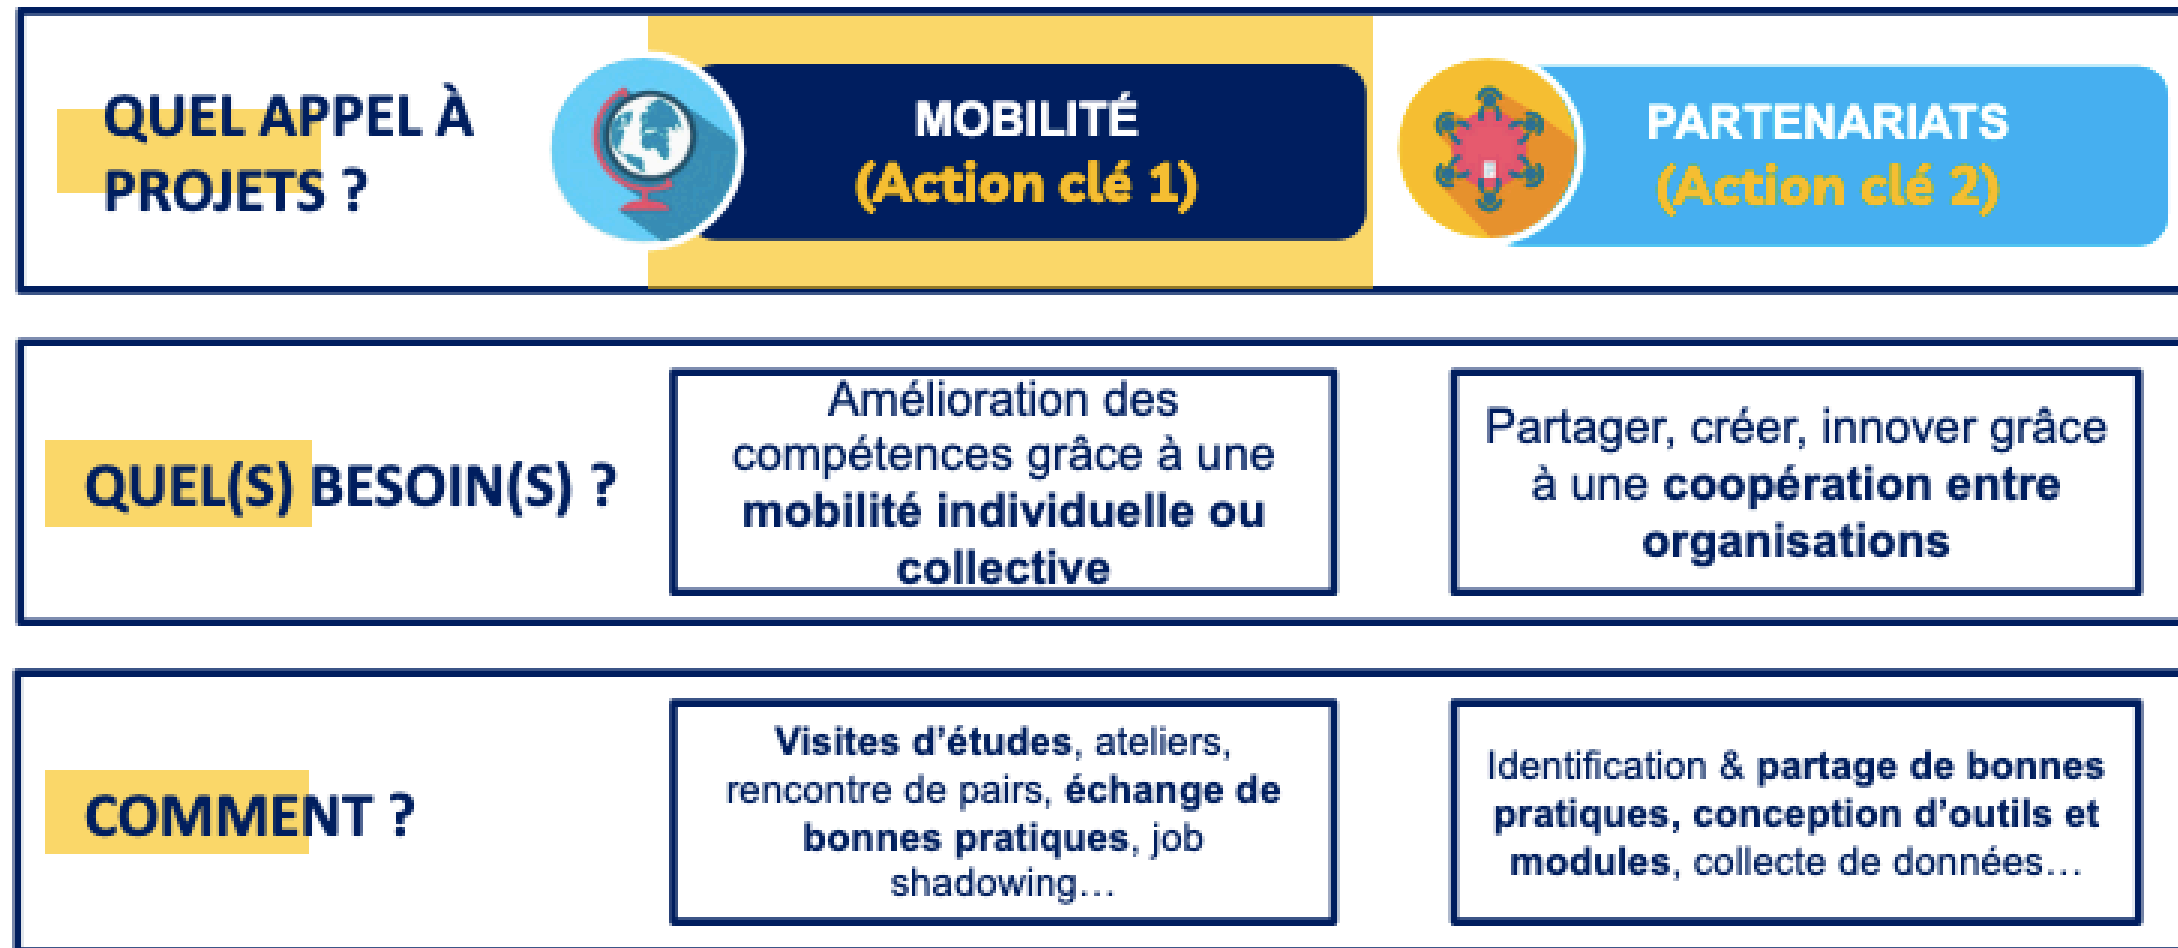 QUEL APPEL À
PROJETS ?
MOBILITÉ
(Action clé 1)
PARTENARIATS
(Action clé 2)
QUEL(S) BESOIN(S) ?
Amélioration des
compétences grâce à une
mobilité individuelle ou
collective
Partager, créer, innover grâce
à une coopération entre
organisations
COMMENT ?
Visites d'études, ateliers,
rencontre de pairs, échange de
bonnes pratiques, job
shadowing…
Identification & partage de bonnes
pratiques, conception d'outils et
modules, collecte de données…